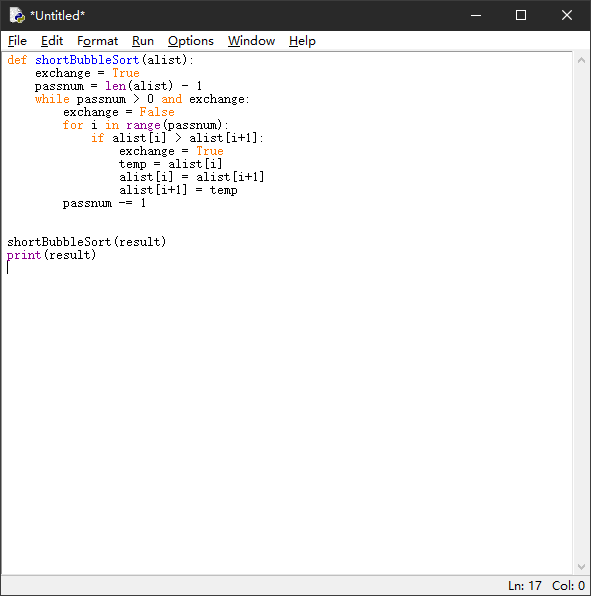 *Untitled*
File Edit Format Run Options Window Help
def shortBubbleSort(alist):
    exchange = True
    passnum = len(alist) - 1
    while passnum > 0 and exchange:
        exchange = False
        for i in range(passnum):
            if alist[i] > alist[i+1]:
                exchange = True
                temp = alist[i]
                alist[i] = alist[i+1]
                alist[i+1] = temp
        passnum -= 1
shortBubbleSort(result)
print(result)
Ln: 17 Col: 0